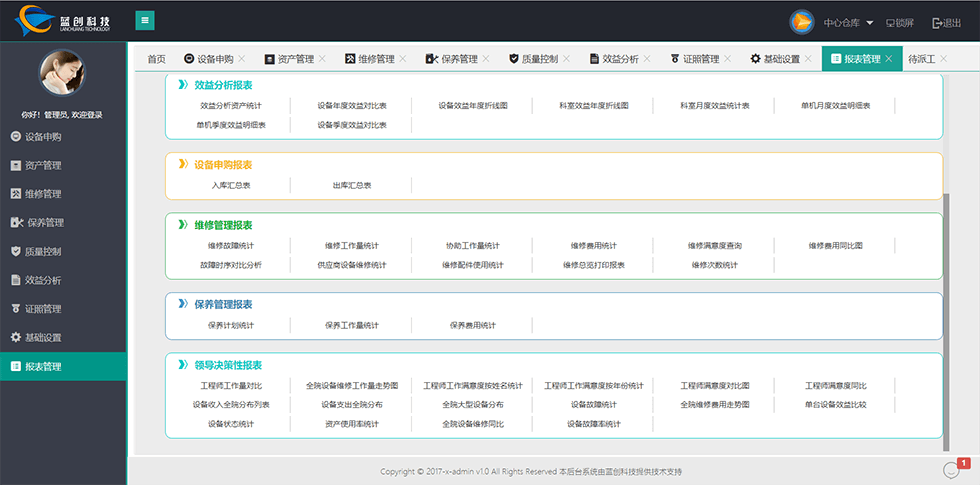 蓝创科技
LANCHUANG TECHNOLOGY
中心仓库 锁屏 退出
首页 设备申购 资产管理 维修管理 保养管理 质量控制 效益分析 证照管理 基础设置 报表管理 待派工
你好！管理员, 欢迎登录
设备申购
资产管理
维修管理
保养管理
质量控制
效益分析
证照管理
基础设置
报表管理
效益分析报表
效益分析资产统计 设备年度效益对比表 设备效益年度折线图 科室效益年度折线图 科室月度效益统计表 单机月度效益明细表
单机季度效益明细表 设备季度效益对比表
设备申购报表
入库汇总表 出库汇总表
维修管理报表
维修故障统计 维修工作量统计 协助工作量统计 维修费用统计 维修满意度查询 维修费用同比图
故障时序对比分析 供应商设备维修统计 维修配件使用统计 维修总览打印报表 维修次数统计
保养管理报表
保养计划统计 保养工作量统计 保养费用统计
领导决策性报表
工程师工作量对比 全院设备维修工作量走势图 工程师工作满意度按姓名统计 工程师工作满意度按年份统计 工程师满意度对比图 工程师满意度同比
设备收入全院分布列表 设备支出全院分布 全院大型设备分布 设备故障统计 全院维修费用走势图 单台设备效益比较
设备状态统计 资产使用率统计 全院设备维修同比 设备故障率统计
Copyright © 2017-x-admin v1.0 All Rights Reserved 本后台系统由蓝创科技提供技术支持
1